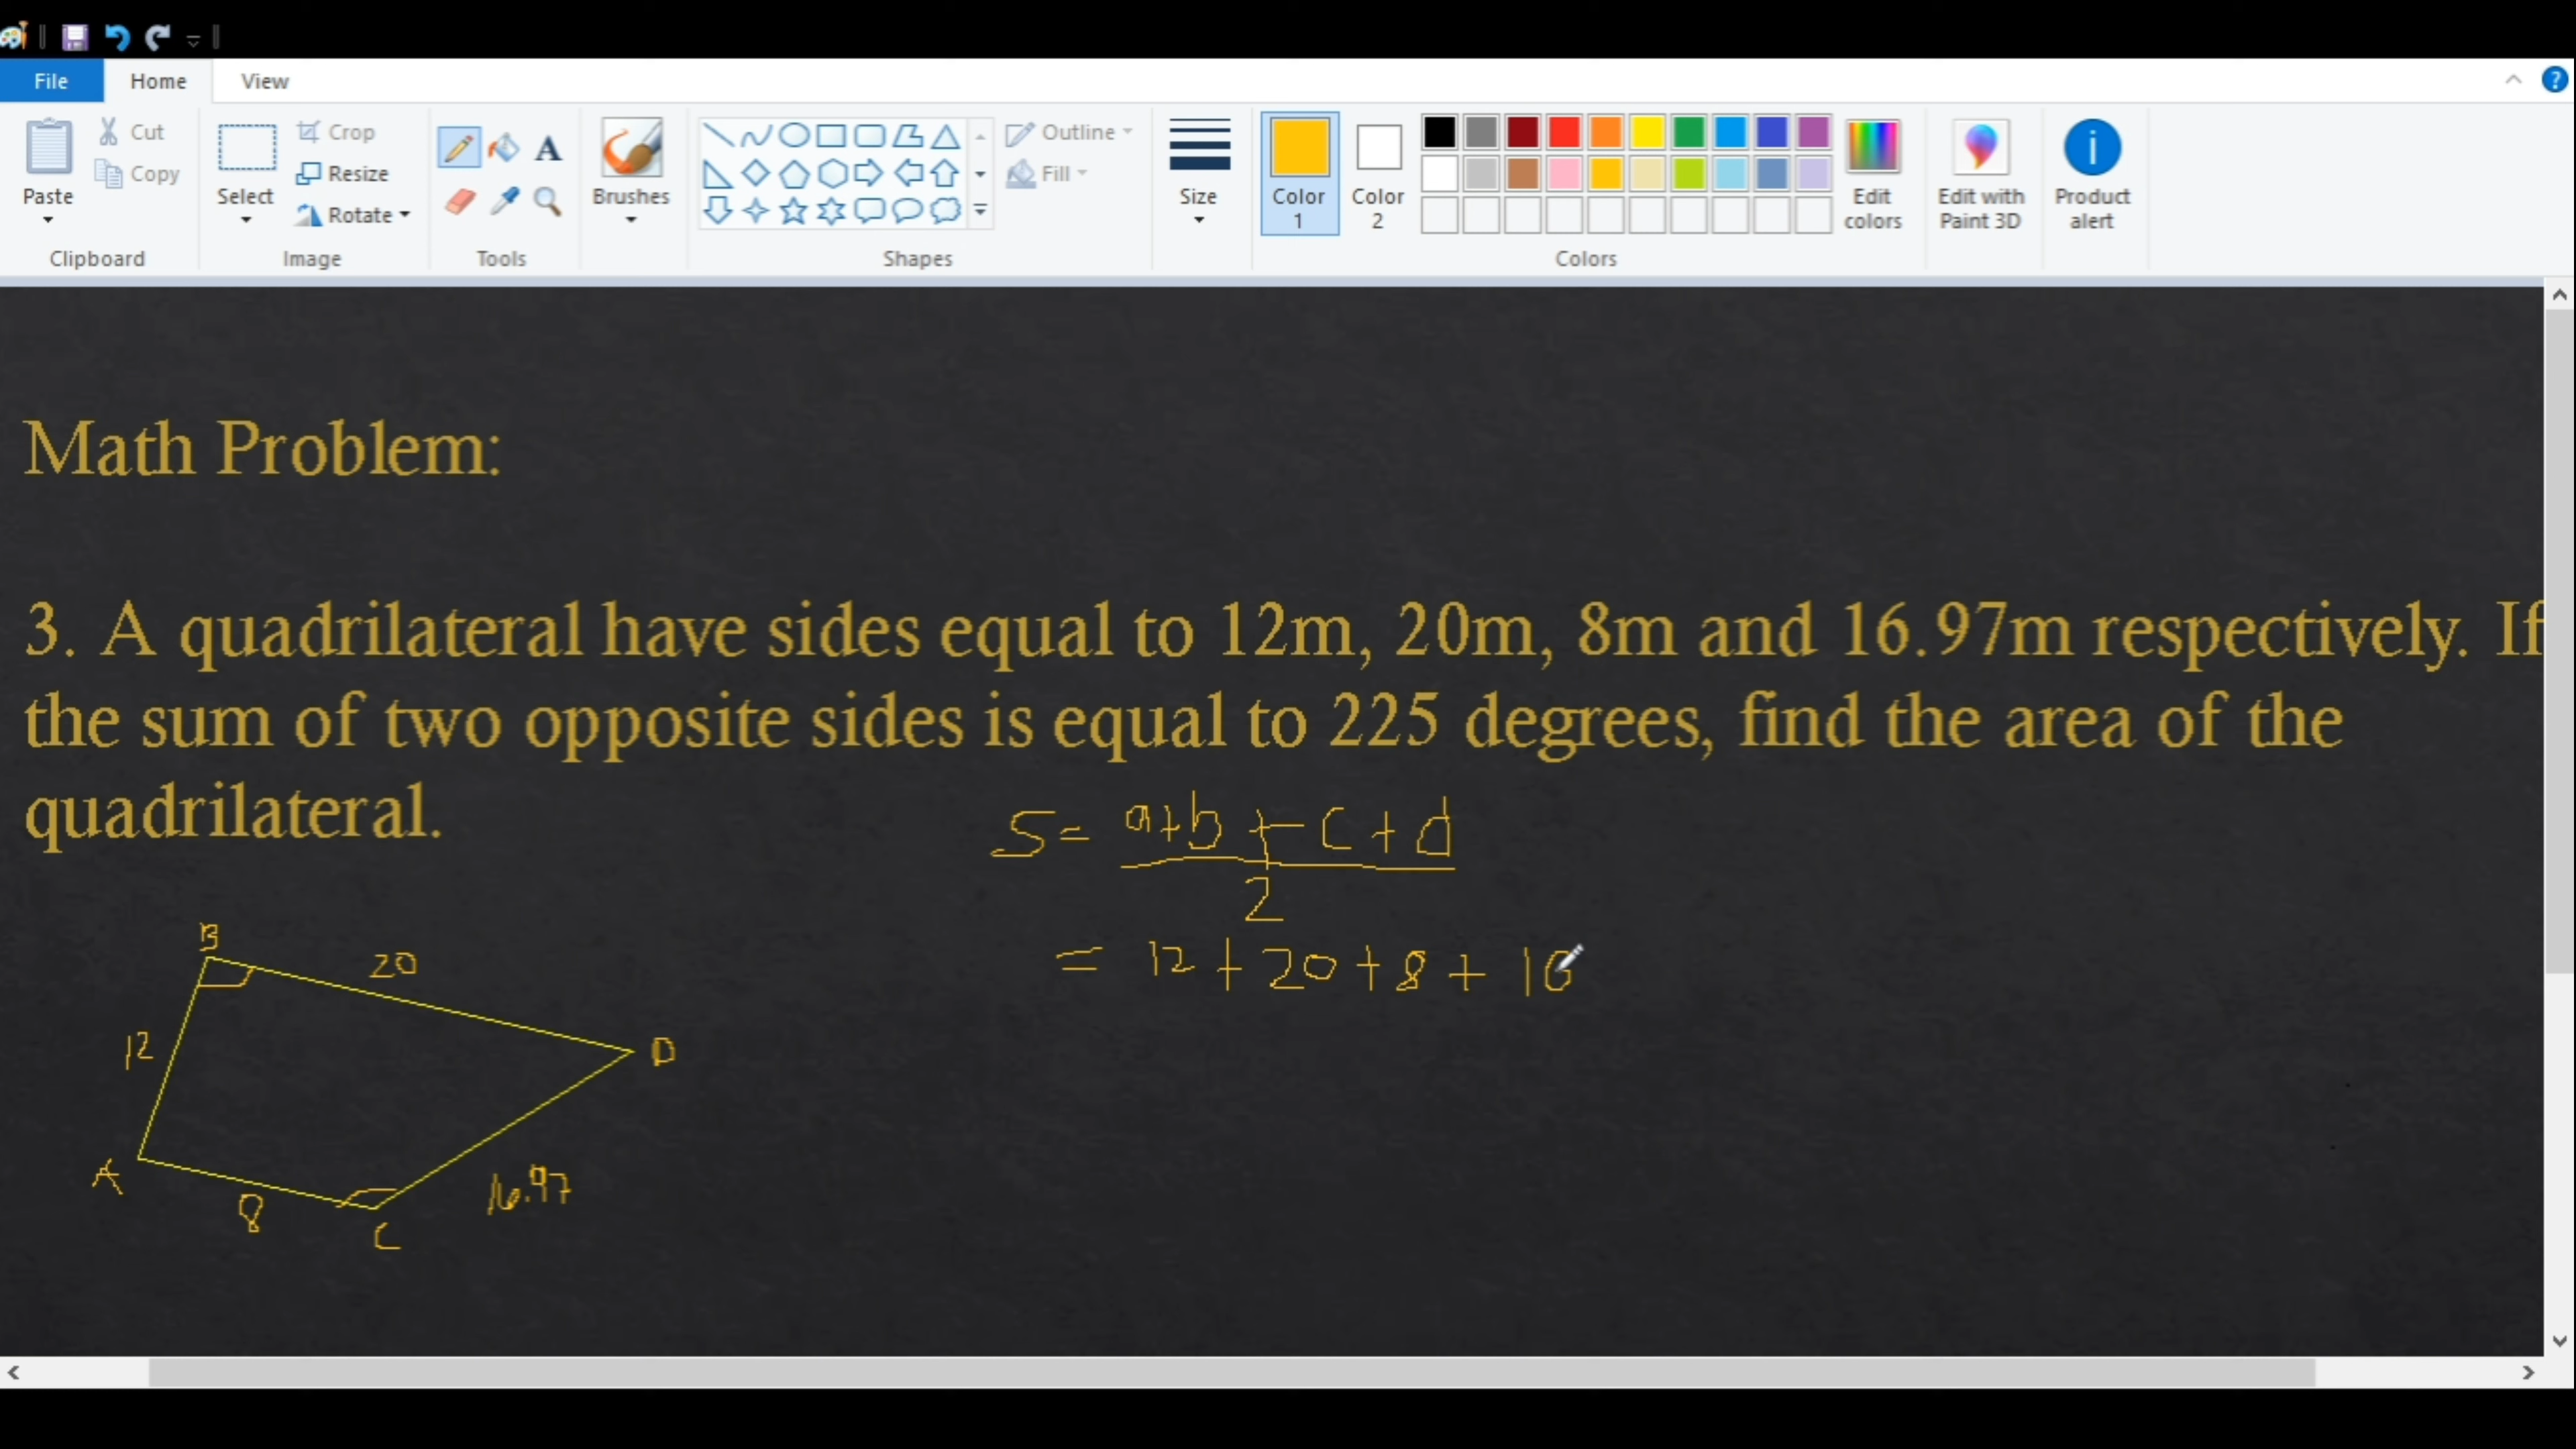 File Home View
Paste Cut Copy Clipboard
Select Crop Resize Rotate Image
A Tools
Brushes
Outline Fill Shapes
Size
Color 1 Color 2 Edit colors Colors
Edit with Paint 3D
Product alert
Math Problem:
3. A quadrilateral have sides equal to 12m, 20m, 8m and 16.97m respectively. If
the sum of two opposite sides is equal to 225 degrees, find the area of the
quadrilateral.
S = a+b+c+d
2
= 12 + 20 + 8 + 16
B
20
12
D
A
8
16.97
C